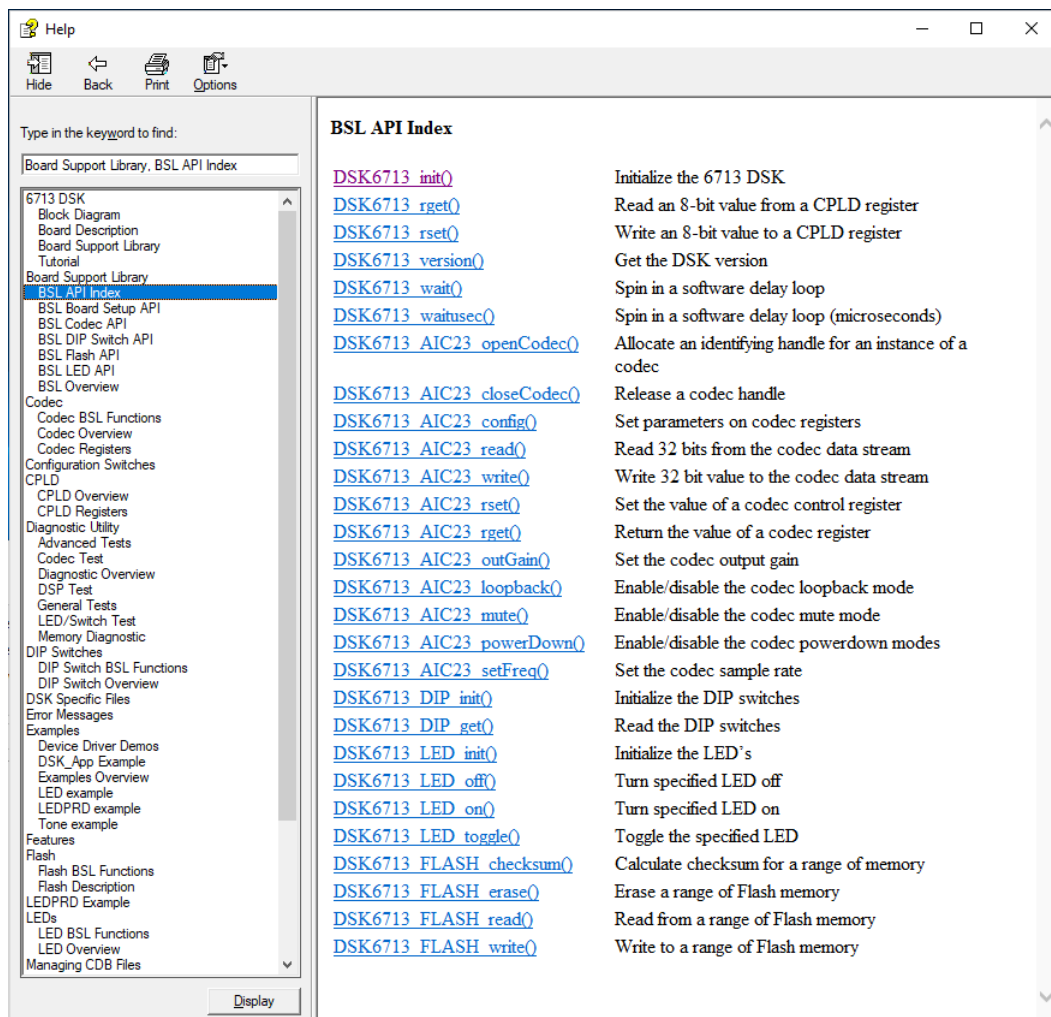 Help
Hide Back Print Options
Type in the keyword to find:
Board Support Library, BSL API Index
6713 DSK
Block Diagram
Board Description
Board Support Library
Tutorial
Board Support Library
BSL API Index
BSL Board Setup API
BSL Codec API
BSL DIP Switch API
BSL Flash API
BSL LED API
BSL Overview
Codec
Codec BSL Functions
Codec Overview
Codec Registers
Configuration Switches
CPLD
CPLD Overview
CPLD Registers
Diagnostic Utility
Advanced Tests
Codec Test
Diagnostic Overview
DSP Test
General Tests
LED/Switch Test
Memory Diagnostic
DIP Switches
DIP Switch BSL Functions
DIP Switch Overview
DSK Specific Files
Error Messages
Examples
Device Driver Demos
DSK_App Example
Examples Overview
LED example
LEDPRD example
Tone example
Features
Flash
Flash BSL Functions
Flash Description
LEDPRD Example
LEDs
LED BSL Functions
LED Overview
Managing CDB Files
Display
BSL API Index
DSK6713_init() Initialize the 6713 DSK
DSK6713_rget() Read an 8-bit value from a CPLD register
DSK6713_rset() Write an 8-bit value to a CPLD register
DSK6713_version() Get the DSK version
DSK6713_wait() Spin in a software delay loop
DSK6713_waitusec() Spin in a software delay loop (microseconds)
DSK6713_AIC23_openCodec() Allocate an identifying handle for an instance of a
codec
DSK6713_AIC23_closeCodec() Release a codec handle
DSK6713_AIC23_config() Set parameters on codec registers
DSK6713_AIC23_read() Read 32 bits from the codec data stream
DSK6713_AIC23_write() Write 32 bit value to the codec data stream
DSK6713_AIC23_rset() Set the value of a codec control register
DSK6713_AIC23_rget() Return the value of a codec register
DSK6713_AIC23_outGain() Set the codec output gain
DSK6713_AIC23_loopback() Enable/disable the codec loopback mode
DSK6713_AIC23_mute() Enable/disable the codec mute mode
DSK6713_AIC23_powerDown() Enable/disable the codec powerdown modes
DSK6713_AIC23_setFreq() Set the codec sample rate
DSK6713_DIP_init() Initialize the DIP switches
DSK6713_DIP_get() Read the DIP switches
DSK6713_LED_init() Initialize the LED’s
DSK6713_LED_off() Turn specified LED off
DSK6713_LED_on() Turn specified LED on
DSK6713_LED_toggle() Toggle the specified LED
DSK6713_FLASH_checksum() Calculate checksum for a range of memory
DSK6713_FLASH_erase() Erase a range of Flash memory
DSK6713_FLASH_read() Read from a range of Flash memory
DSK6713_FLASH_write() Write to a range of Flash memory